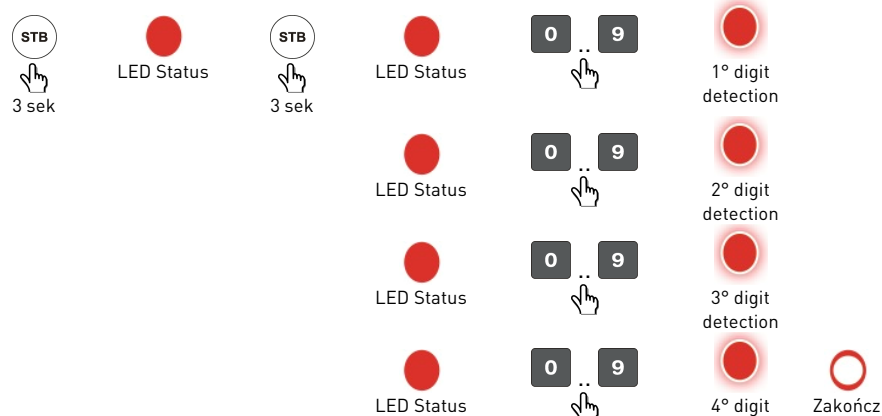 STB
LED Status
3 sek
STB
3 sek
LED Status
0 .. 9
1° digit
detection
LED Status
0 .. 9
2° digit
detection
LED Status
0 .. 9
3° digit
detection
LED Status
0 .. 9
4° digit
Zakończ